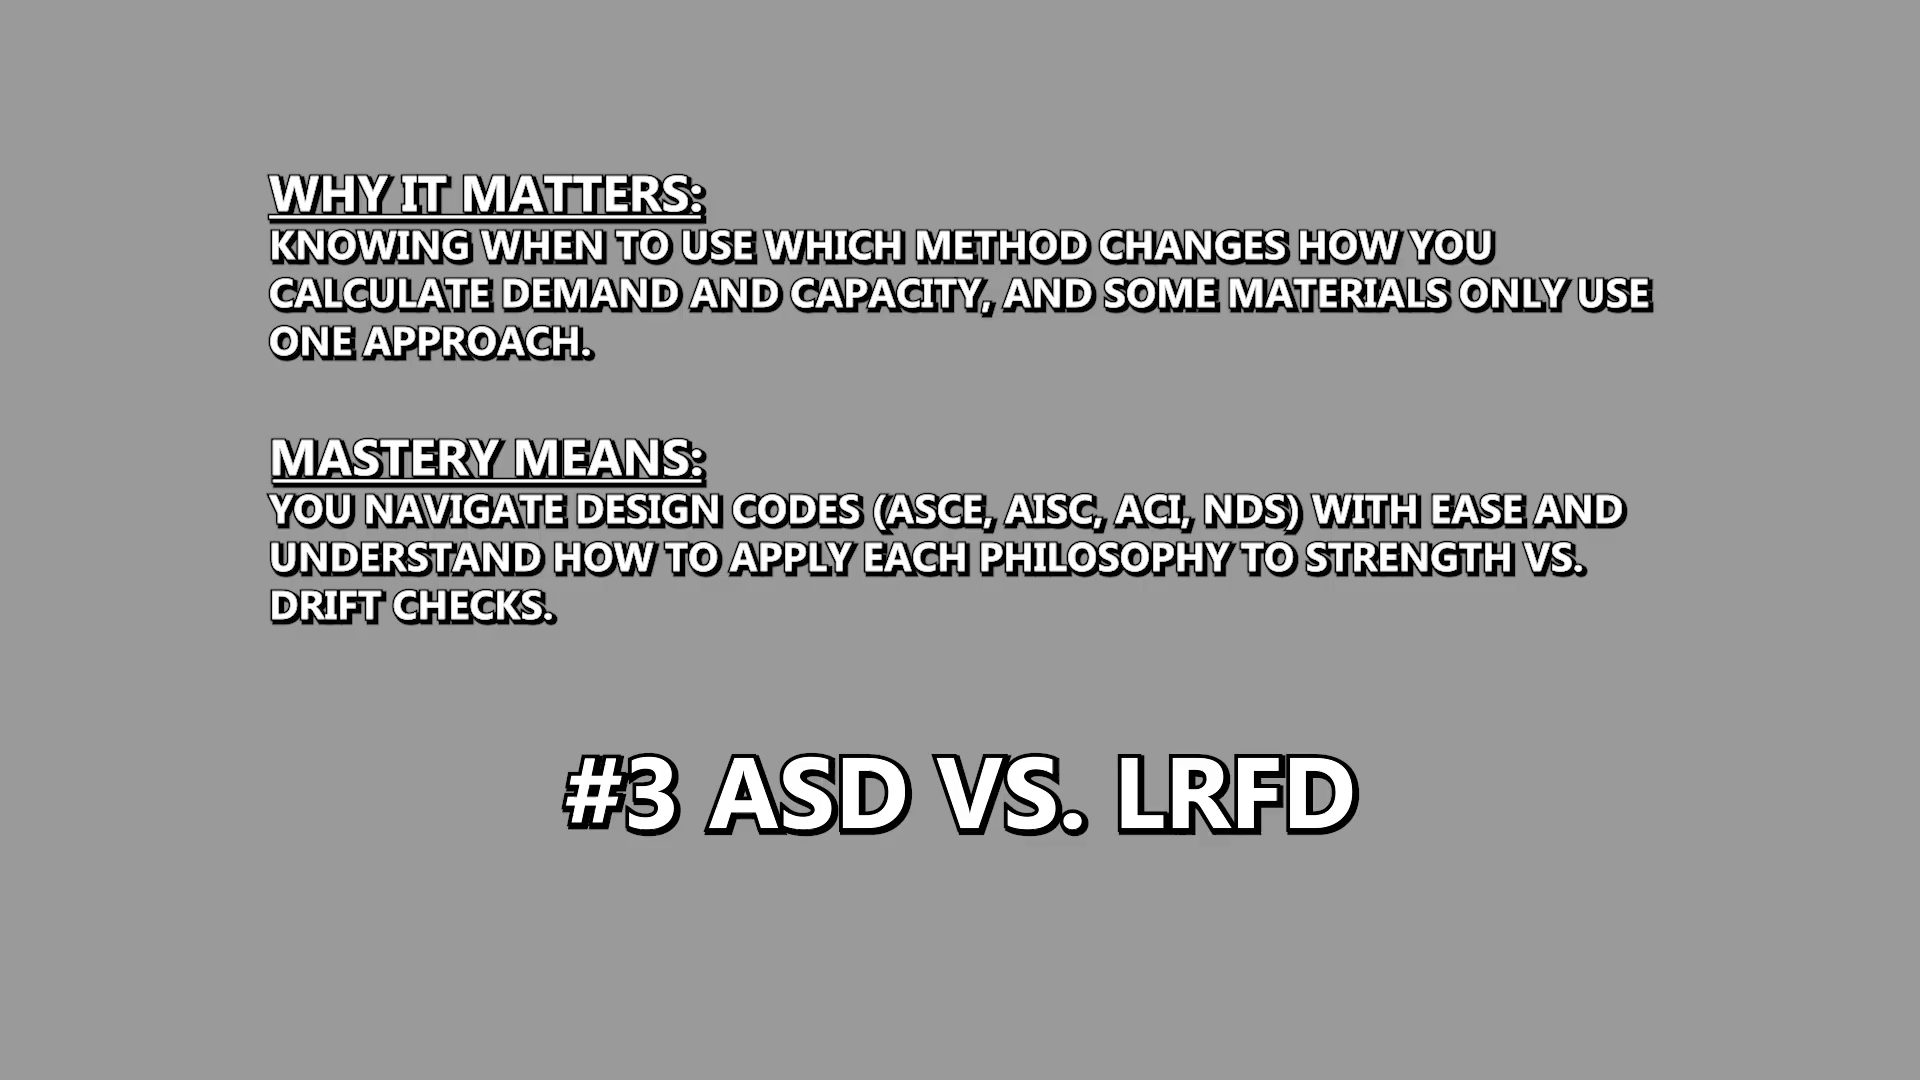 WHY IT MATTERS:
KNOWING WHEN TO USE WHICH METHOD CHANGES HOW YOU
CALCULATE DEMAND AND CAPACITY, AND SOME MATERIALS ONLY USE
ONE APPROACH.
MASTERY MEANS:
YOU NAVIGATE DESIGN CODES (ASCE, AISC, ACI, NDS) WITH EASE AND
UNDERSTAND HOW TO APPLY EACH PHILOSOPHY TO STRENGTH VS.
DRIFT CHECKS.
#3 ASD VS. LRFD